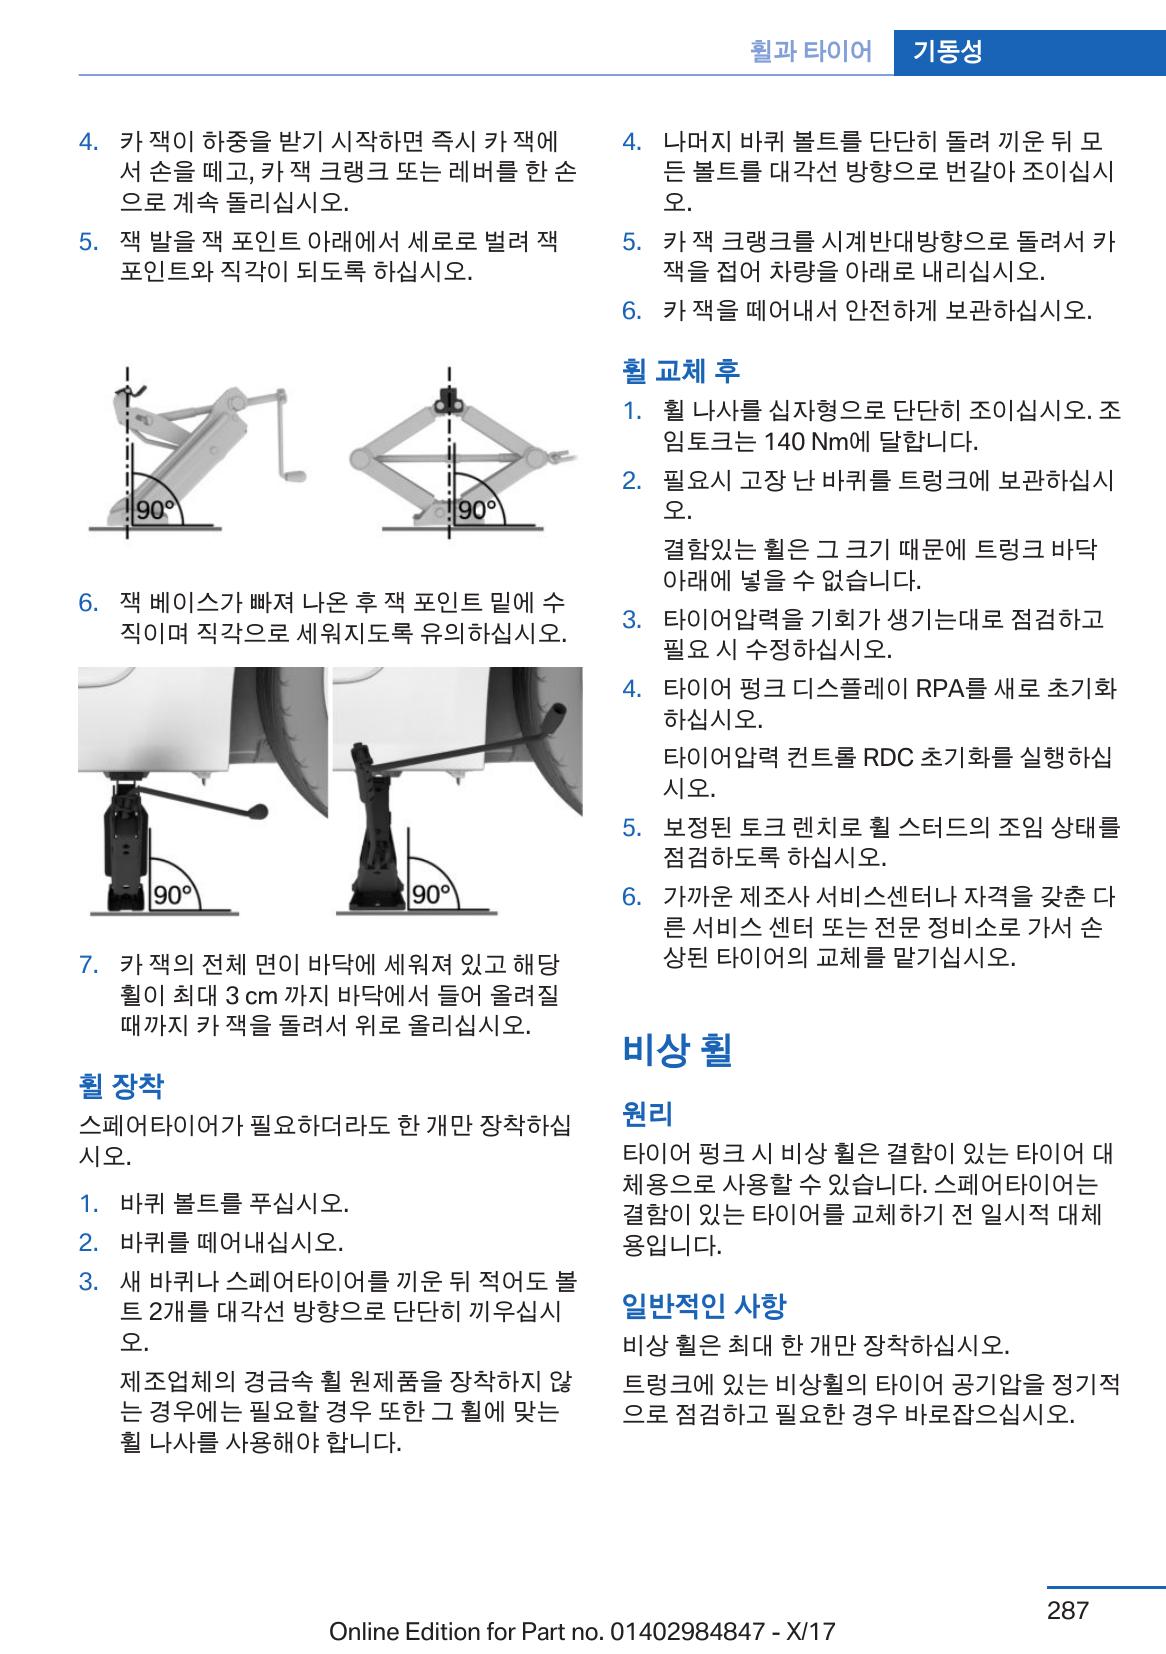 휠과 타이어 기동성
4. 카 잭이 하중을 받기 시작하면 즉시 카 잭에
서 손을 떼고, 카 잭 크랭크 또는 레버를 한 손
으로 계속 돌리십시오.
5. 잭 발을 잭 포인트 아래에서 세로로 벌려 잭
포인트와 직각이 되도록 하십시오.
90°
90°
6. 잭 베이스가 빠져 나온 후 잭 포인트 밑에 수
직이며 직각으로 세워지도록 유의하십시오.
90°
90°
7. 카 잭의 전체 면이 바닥에 세워져 있고 해당
휠이 최대 3 cm 까지 바닥에서 들어 올려질
때까지 카 잭을 돌려서 위로 올리십시오.
휠 장착
스페어타이어가 필요하더라도 한 개만 장착하십
시오.
1. 바퀴 볼트를 푸십시오.
2. 바퀴를 떼어내십시오.
3. 새 바퀴나 스페어타이어를 끼운 뒤 적어도 볼
트 2개를 대각선 방향으로 단단히 끼우십시
오.
제조업체의 경금속 휠 원제품을 장착하지 않
는 경우에는 필요할 경우 또한 그 휠에 맞는
휠 나사를 사용해야 합니다.
4. 나머지 바퀴 볼트를 단단히 돌려 끼운 뒤 모
든 볼트를 대각선 방향으로 번갈아 조이십시
오.
5. 카 잭 크랭크를 시계반대방향으로 돌려서 카
잭을 접어 차량을 아래로 내리십시오.
6. 카 잭을 떼어내서 안전하게 보관하십시오.
휠 교체 후
1. 휠 나사를 십자형으로 단단히 조이십시오. 조
임토크는 140 Nm에 달합니다.
2. 필요시 고장 난 바퀴를 트렁크에 보관하십시
오.
결함있는 휠은 그 크기 때문에 트렁크 바닥
아래에 넣을 수 없습니다.
3. 타이어압력을 기회가 생기는대로 점검하고
필요 시 수정하십시오.
4. 타이어 펑크 디스플레이 RPA를 새로 초기화
하십시오.
타이어압력 컨트롤 RDC 초기화를 실행하십
시오.
5. 보정된 토크 렌치로 휠 스터드의 조임 상태를
점검하도록 하십시오.
6. 가까운 제조사 서비스센터나 자격을 갖춘 다
른 서비스 센터 또는 전문 정비소로 가서 손
상된 타이어의 교체를 맡기십시오.
비상 휠
원리
타이어 펑크 시 비상 휠은 결함이 있는 타이어 대
체용으로 사용할 수 있습니다. 스페어타이어는
결함이 있는 타이어를 교체하기 전 일시적 대체
용입니다.
일반적인 사항
비상 휠은 최대 한 개만 장착하십시오.
트렁크에 있는 비상휠의 타이어 공기압을 정기적
으로 점검하고 필요한 경우 바로잡으십시오.
287
Online Edition for Part no. 01402984847 - X/17